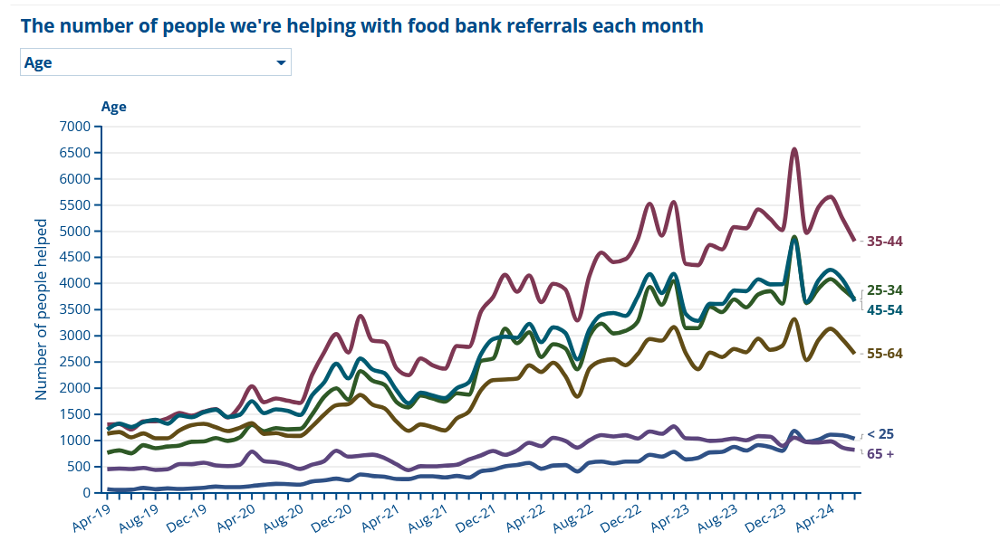 The number of people we're helping with food bank referrals each month
Age
Age
Number of people helped
7000
6500
6000
5500
5000
4500
4000
3500
3000
2500
2000
1500
1000
500
0
35-44
25-34
45-54
55-64
< 25
65 +
Apr-19
Aug-19
Dec-19
Apr-20
Aug-20
Dec-20
Apr-21
Aug-21
Dec-21
Apr-22
Aug-22
Dec-22
Apr-23
Aug-23
Dec-23
Apr-24